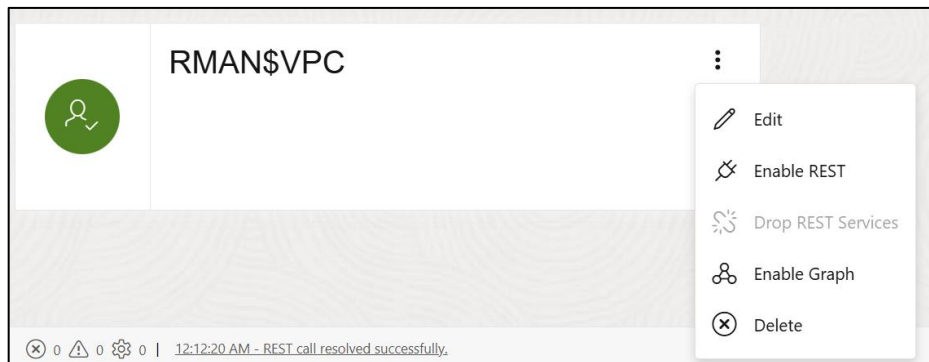 RMAN$VPC
Edit
Enable REST
Drop REST Services
Enable Graph
Delete
0 0 0 | 12:12:20 AM - REST call resolved successfully.